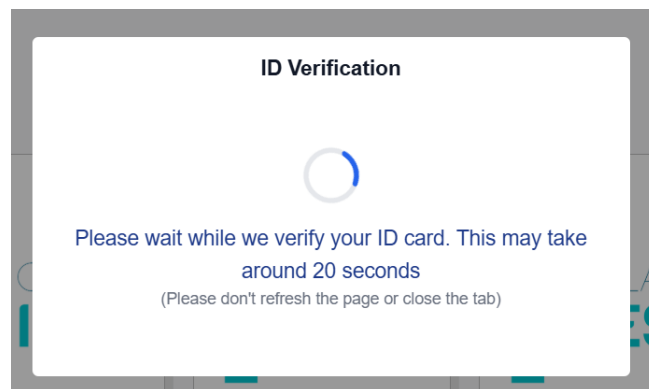 ID Verification
Please wait while we verify your ID card. This may take
around 20 seconds
(Please don't refresh the page or close the tab)